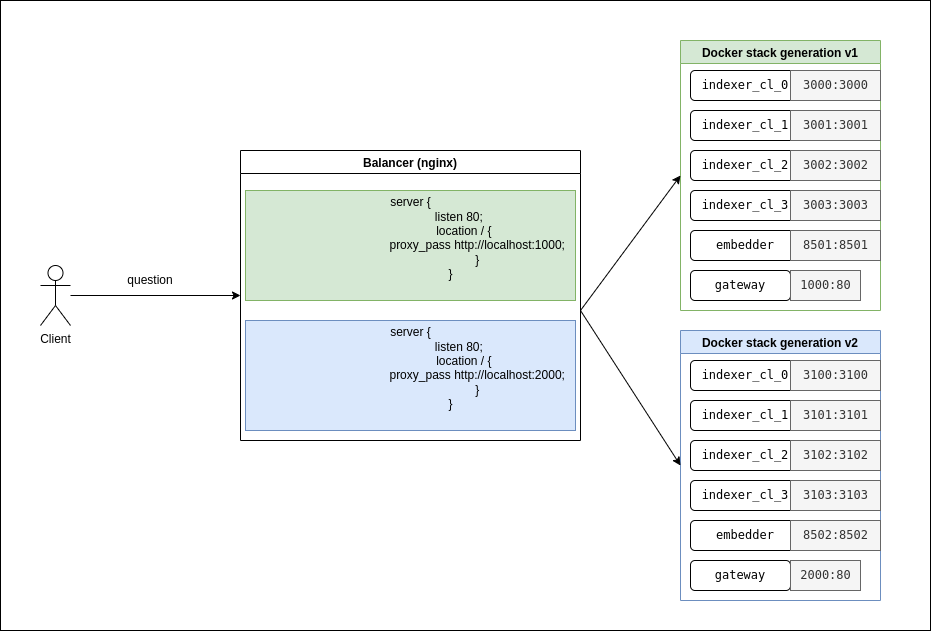 Client
question
Balancer (nginx)
server {
listen 80;
location / {
proxy_pass http://localhost:1000;
}
}
server {
listen 80;
location / {
proxy_pass http://localhost:2000;
}
}
Docker stack generation v1
indexer_cl_0 3000:3000
indexer_cl_1 3001:3001
indexer_cl_2 3002:3002
indexer_cl_3 3003:3003
embedder 8501:8501
gateway 1000:80
Docker stack generation v2
indexer_cl_0 3100:3100
indexer_cl_1 3101:3101
indexer_cl_2 3102:3102
indexer_cl_3 3103:3103
embedder 8502:8502
gateway 2000:80